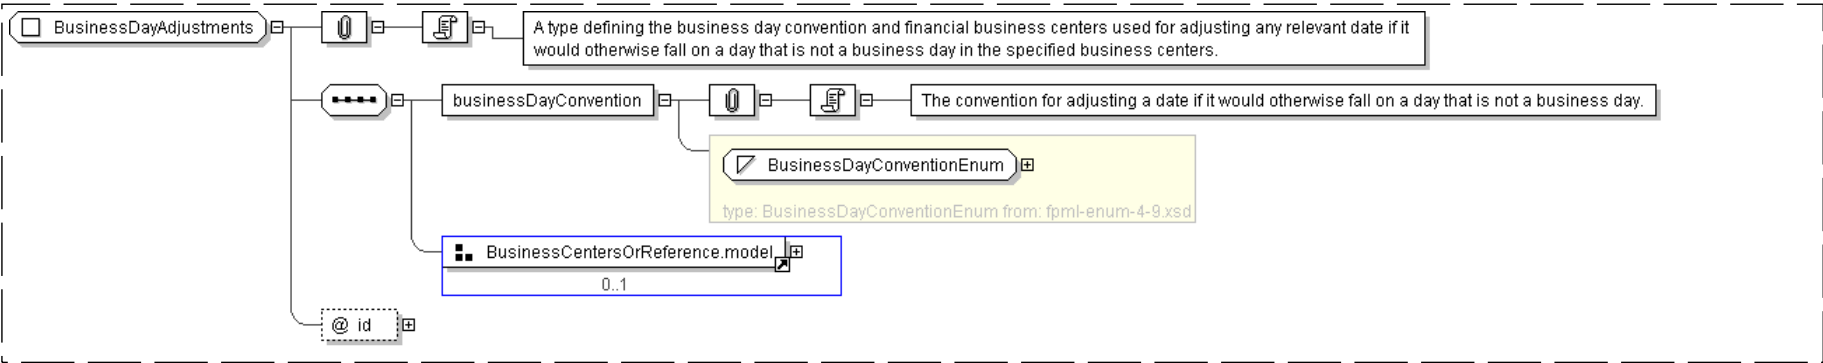 BusinessDayAdjustments
A type defining the business day convention and financial business centers used for adjusting any relevant date if it
would otherwise fall on a day that is not a business day in the specified business centers.
businessDayConvention
The convention for adjusting a date if it would otherwise fall on a day that is not a business day.
BusinessDayConventionEnum
type: BusinessDayConventionEnum from: fpml-enum-4-9.xsd
BusinessCentersOrReference.model
0..1
@ id